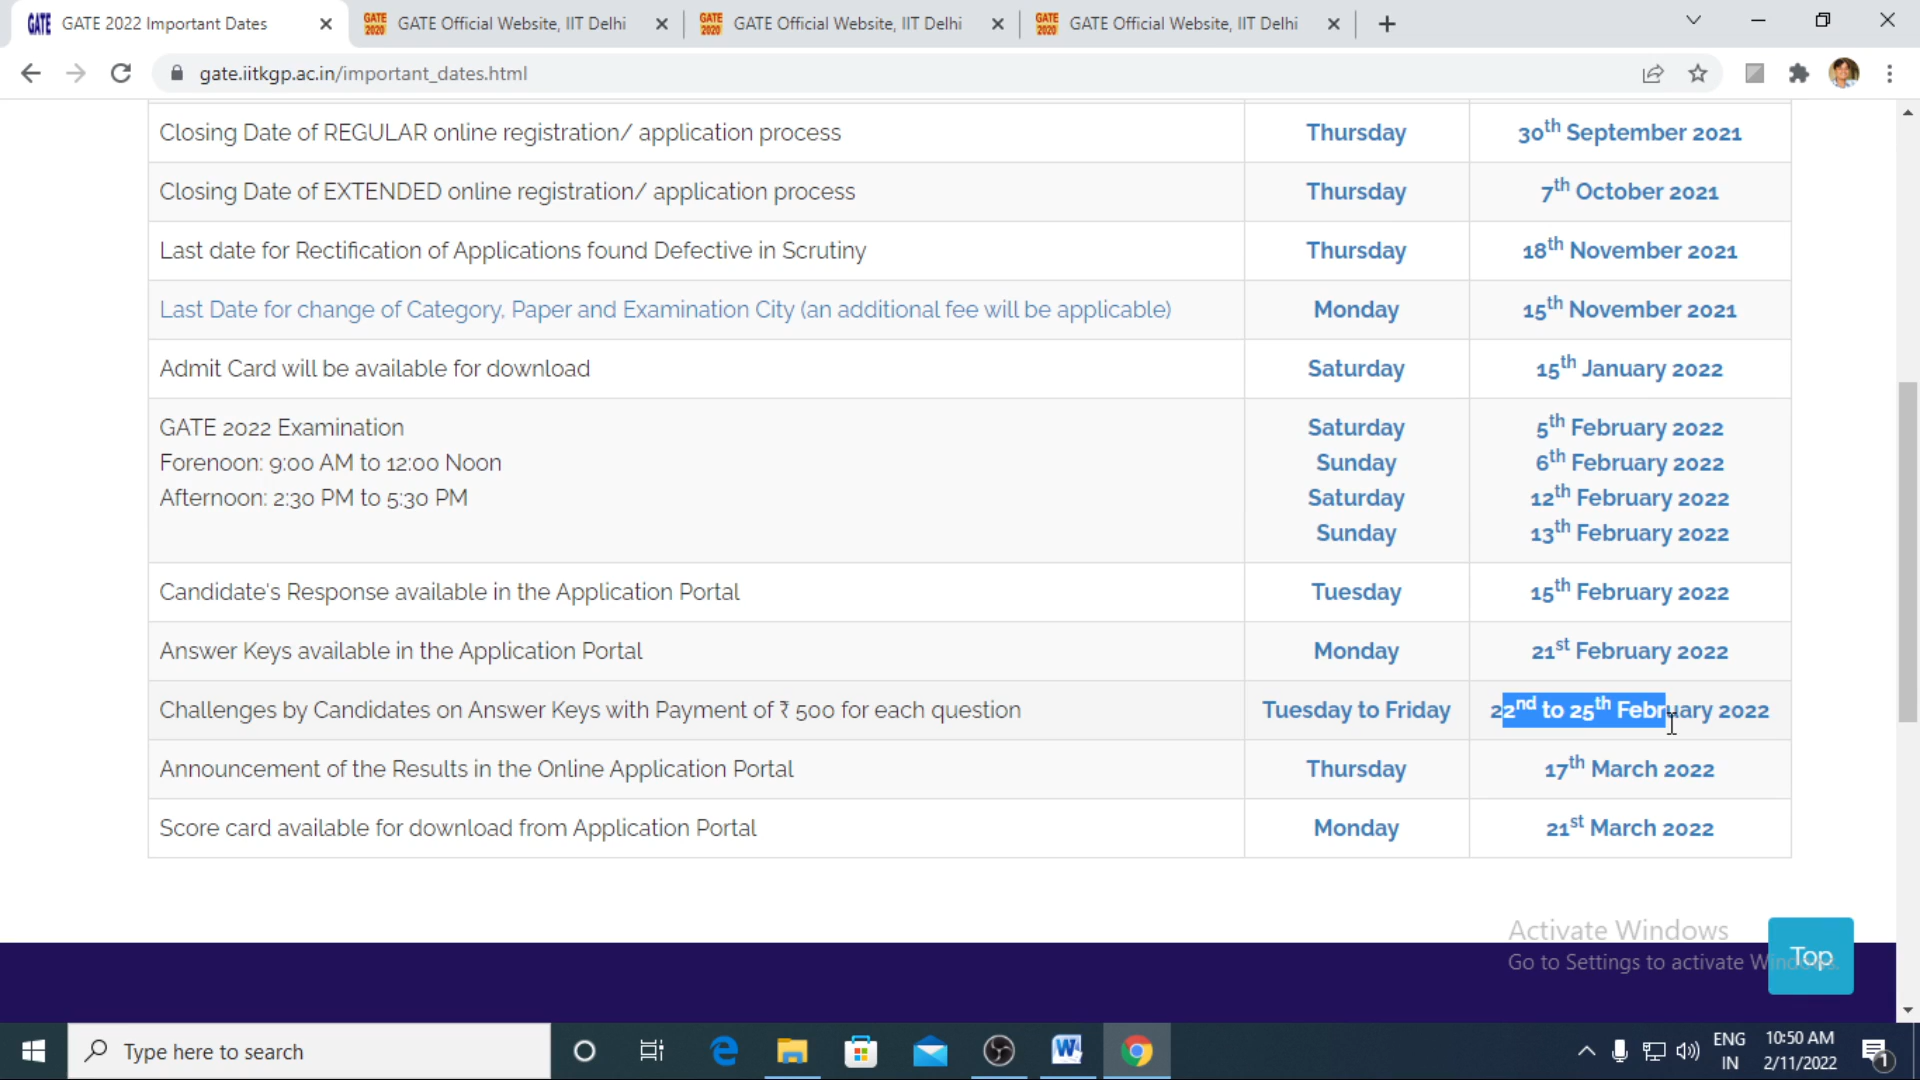 GATE 2022 Important Dates
GATE 2020 GATE Official Website, IIT Delhi
GATE 2020 GATE Official Website, IIT Delhi
GATE 2020 GATE Official Website, IIT Delhi
gate.iitkgp.ac.in/important_dates.html
Closing Date of REGULAR online registration/ application process Thursday 30th September 2021
Closing Date of EXTENDED online registration/ application process Thursday 7th October 2021
Last date for Rectification of Applications found Defective in Scrutiny Thursday 18th November 2021
Last Date for change of Category, Paper and Examination City (an additional fee will be applicable) Monday 15th November 2021
Admit Card will be available for download Saturday 15th January 2022
GATE 2022 Examination Saturday 5th February 2022
Forenoon: 9:00 AM to 12:00 Noon Sunday 6th February 2022
Afternoon: 2:30 PM to 5:30 PM Saturday 12th February 2022
Sunday 13th February 2022
Candidate's Response available in the Application Portal Tuesday 15th February 2022
Answer Keys available in the Application Portal Monday 21st February 2022
Challenges by Candidates on Answer Keys with Payment of ₹ 500 for each question Tuesday to Friday 22nd to 25th February 2022
Announcement of the Results in the Online Application Portal Thursday 17th March 2022
Score card available for download from Application Portal Monday 21st March 2022
Activate Windows
Go to Settings to activate Windows.
Top
Type here to search
ENG
IN
10:50 AM
2/11/2022
1